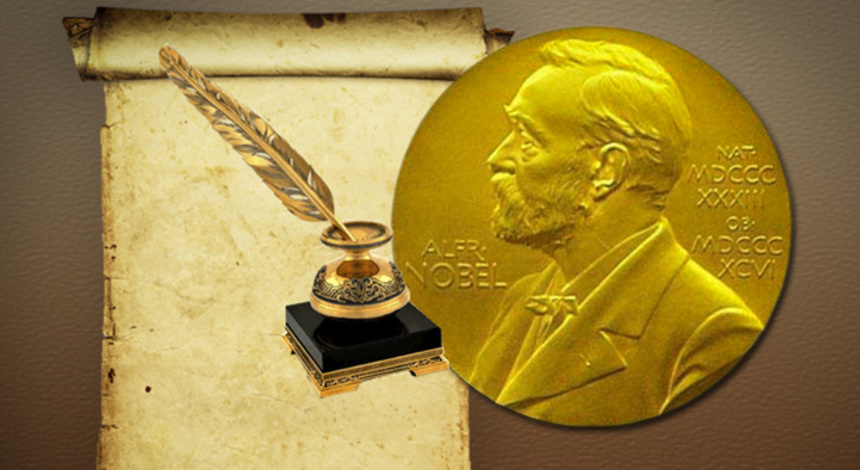 ALFR·
NOBEL
NAT·
MDCCC
XXXIII
OB·
MDCCC
XCVI